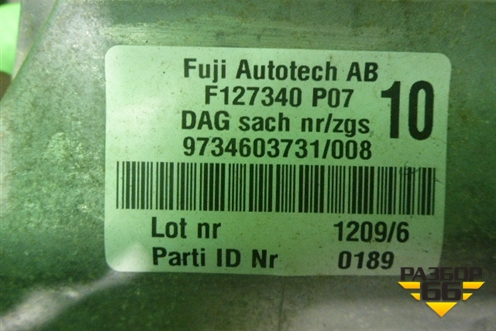 Fuji Autotech AB
F127340 P07
DAG sach nr/zgs 10
9734603731/008
Lot nr 1209/6
Parti ID Nr 0189
РАЗБОР
66